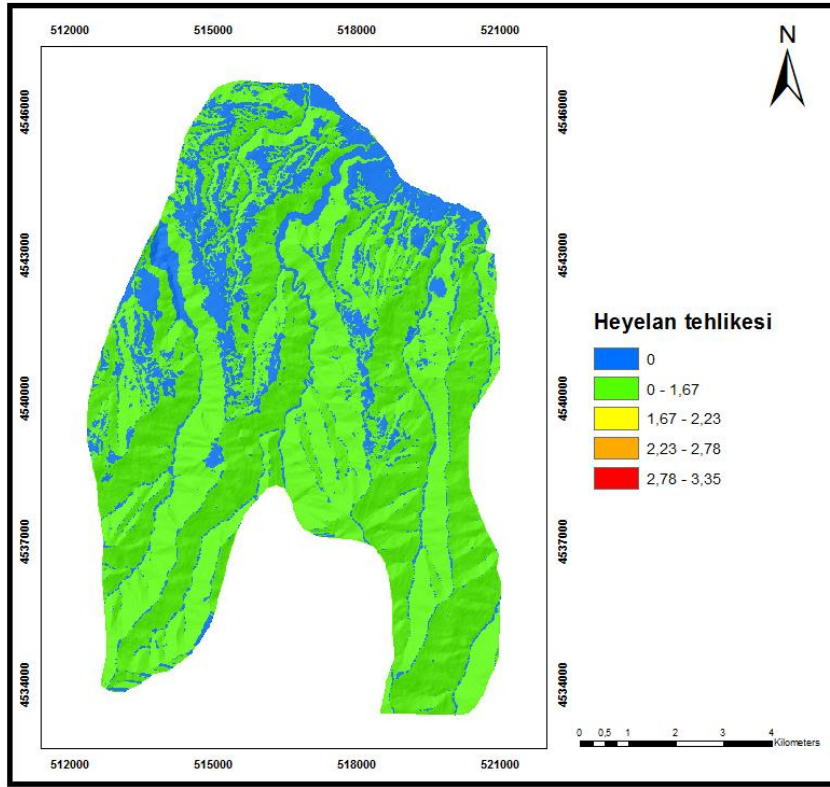 512000 515000 518000 521000
N
4546000 4546000
4543000 4543000
Heyelan tehlikesi
0
0 - 1,67
1,67 - 2,23
2,23 - 2,78
2,78 - 3,35
4540000 4540000
4537000 4537000
4534000 4534000
0 0,5 1 2 3 4
Kilometers
512000 515000 518000 521000